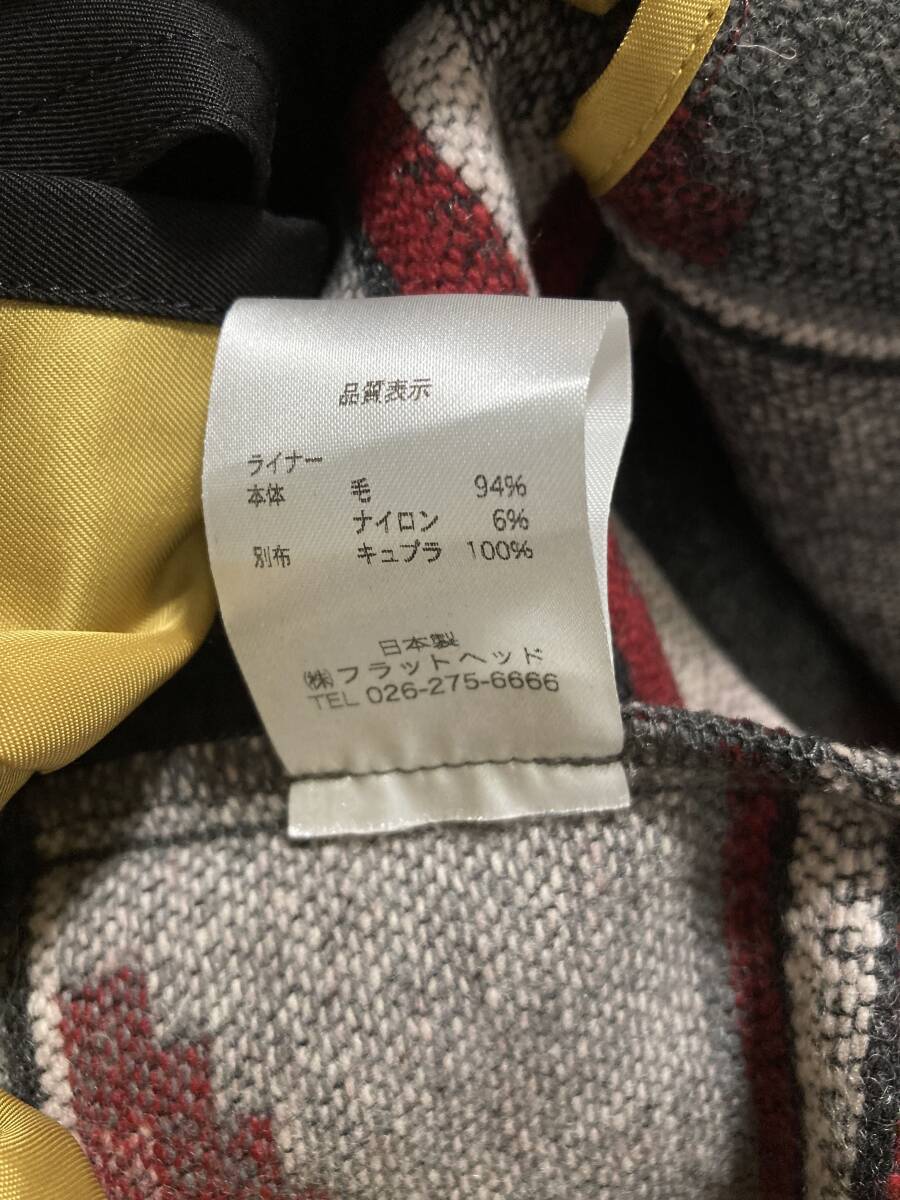 品質表示
ライナー
本体 毛 94%
ナイロン 6%
別布 キュプラ 100%
日本製
㈱フラットヘッド
TEL 026-275-6666